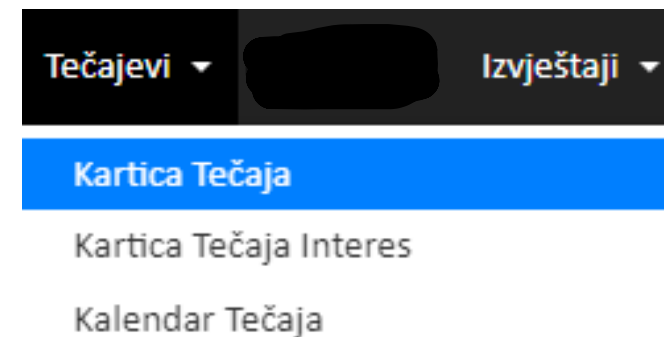 Tečajevi Izvještaji
Kartica Tečaja
Kartica Tečaja Interes
Kalendar Tečaja